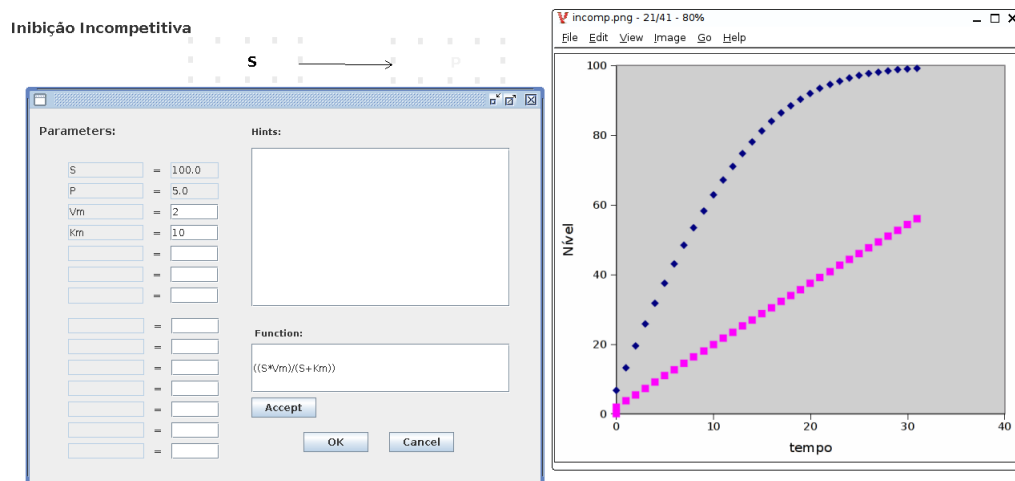 Inibição Incompetitiva
S
P
Parameters:
S = 100.0
P = 5.0
Vm = 2
Km = 10
=
=
=
=
=
=
=
=
=
=
Hints:
Function:
((S*Vm)/(S+Km))
Accept
OK Cancel
incomp.png - 21/41 - 80%
File Edit View Image Go Help
100
80
60
40
20
0
Nível
0 10 20 30 40
tempo